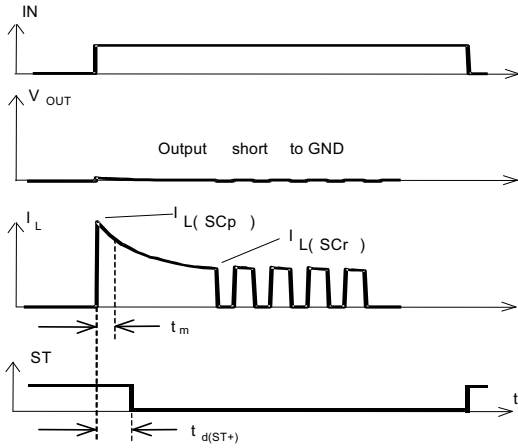 IN
V OUT
Output short to GND
I L
I L( SCp )
I L( SCr )
t m
ST
t
t d(ST+)